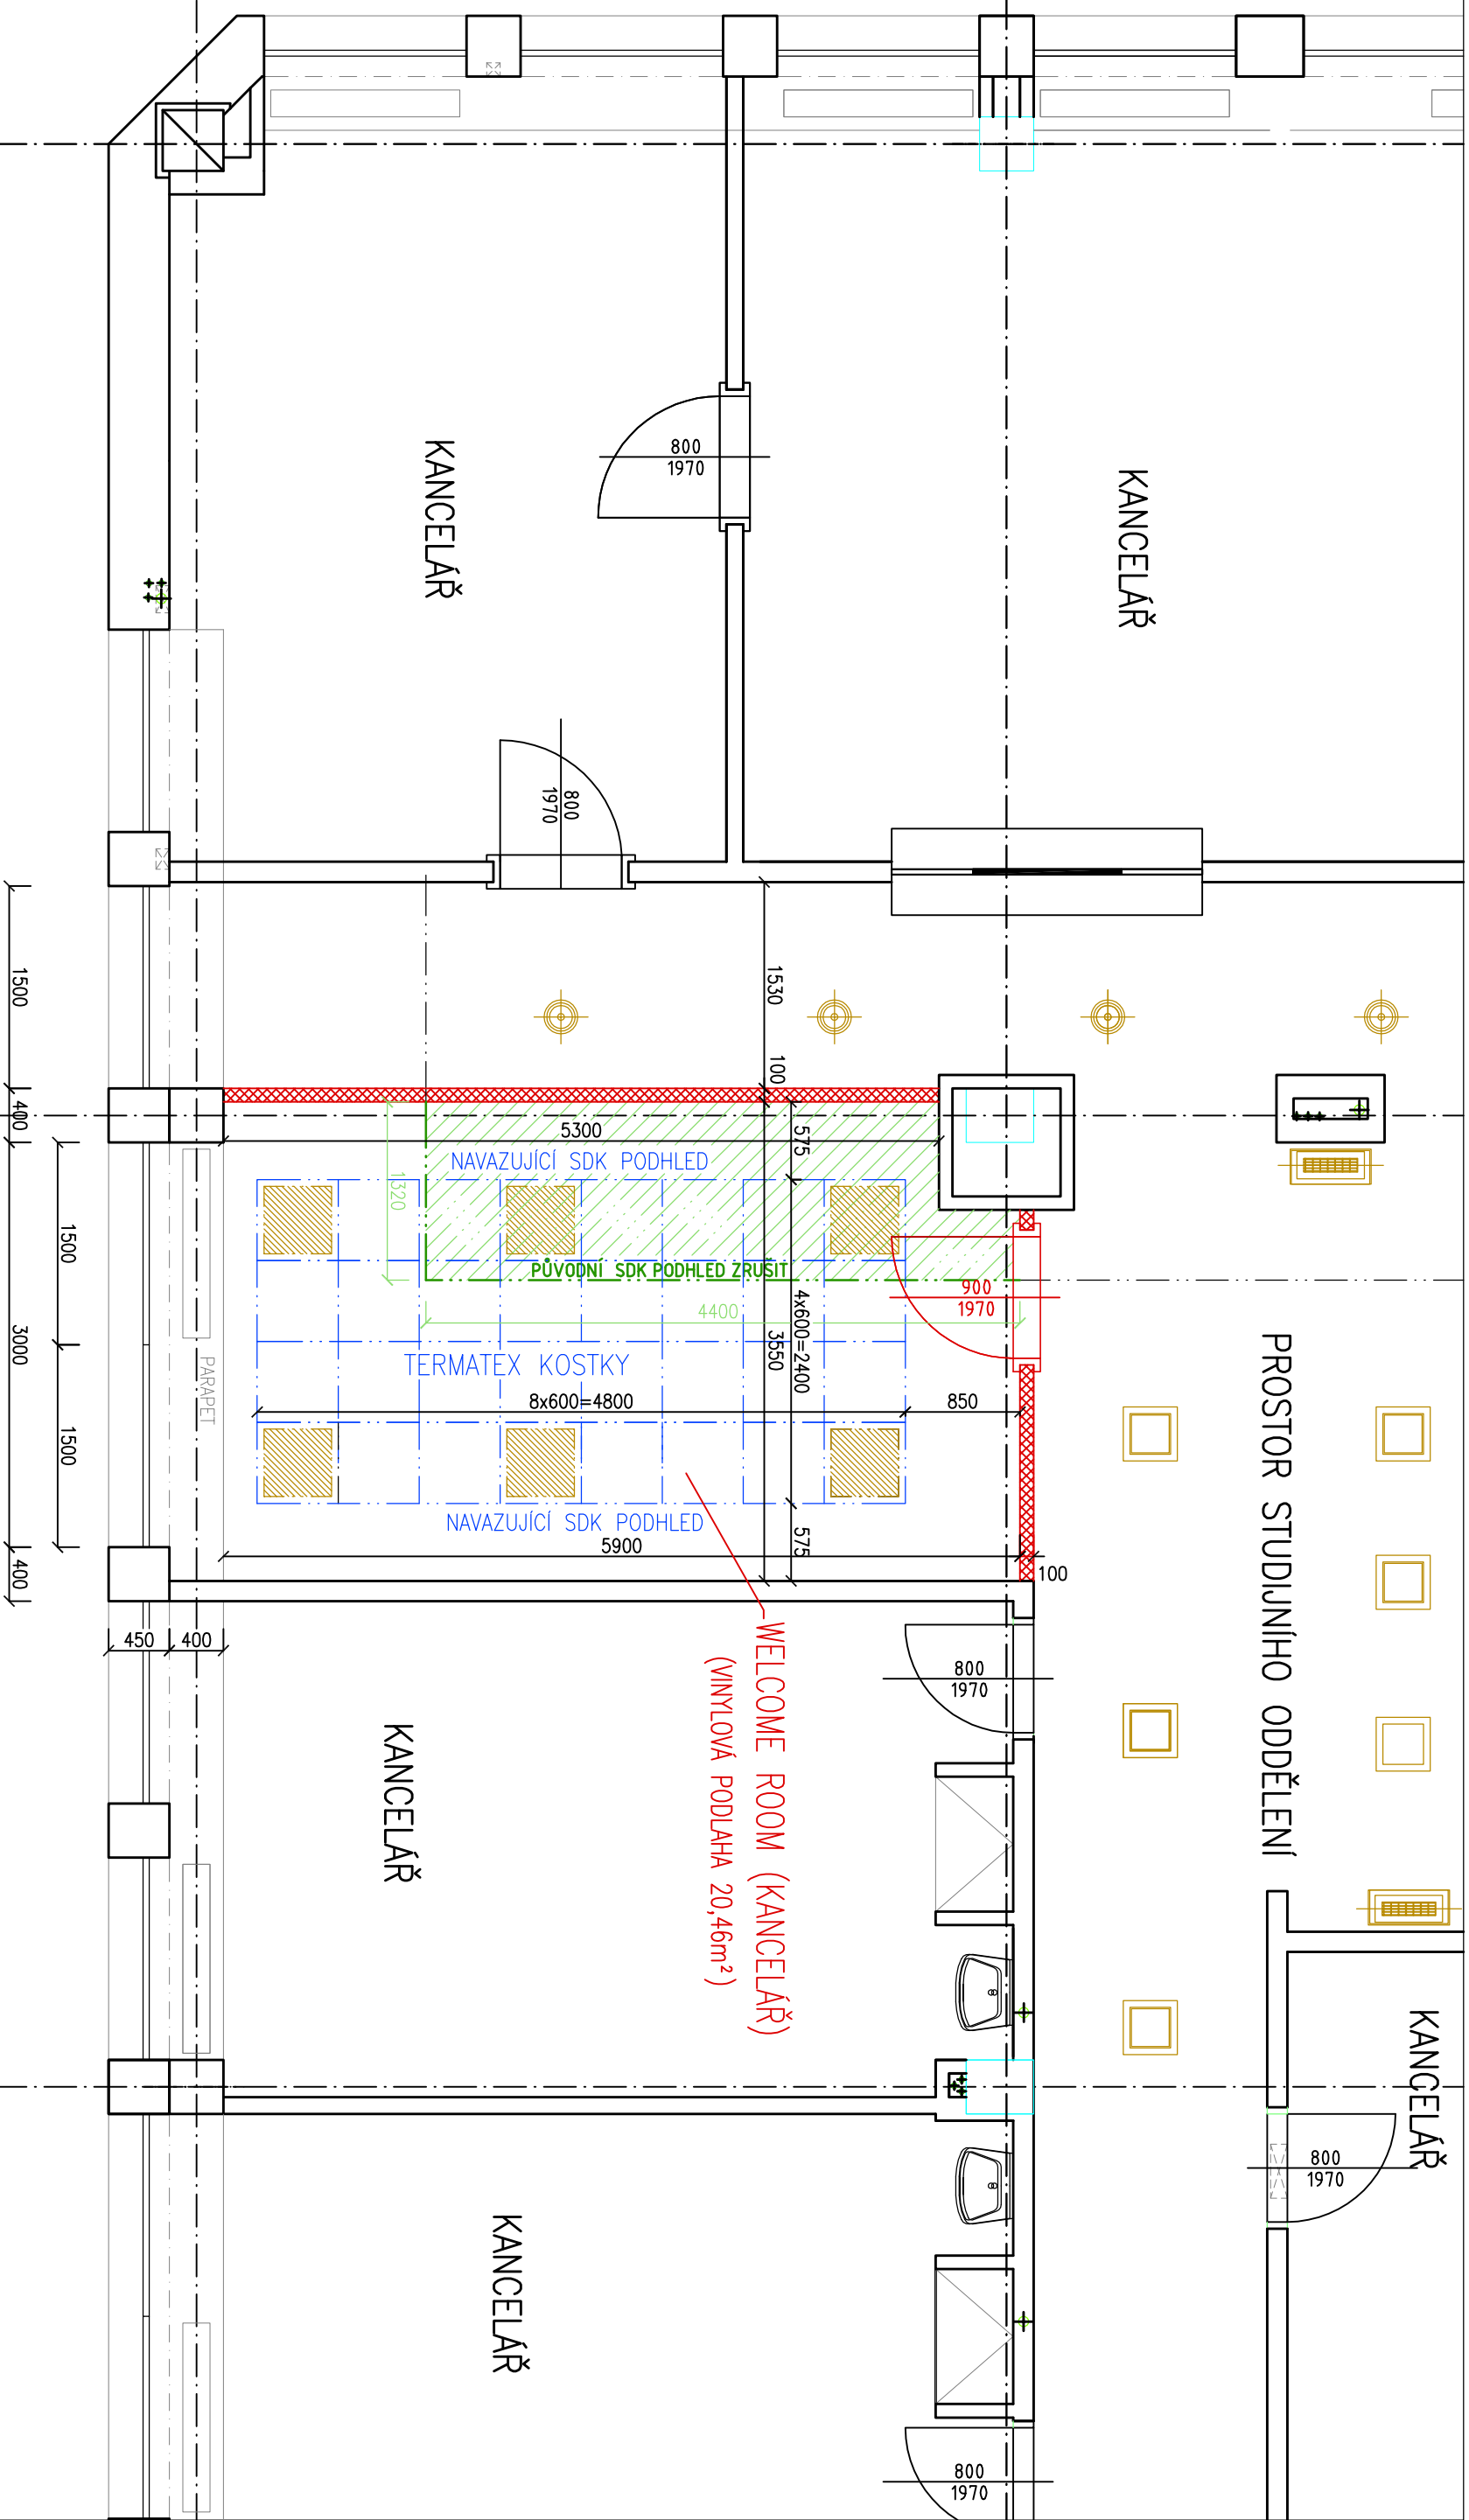 800
1970
KANCELÁŘ
KANCELÁŘ
800
1970
1530
1500
100
400
575
5300
NAVAZUJÍCÍ SDK PODHLED
1320
PŮVODNÍ SDK PODHLED ZRUŠIT
900
1970
4400
4x600=2400
3550
1500
3000
PARAPET
TERMATEX KOSTKY
8x600=4800
850
PROSTOR STUDIJNÍHO ODDĚLENÍ
1500
NAVAZUJÍCÍ SDK PODHLED
575
5900
100
400
450
400
WELCOME ROOM (KANCELÁŘ)
(VINYLOVÁ PODLAHA 20,46m²)
800
1970
KANCELÁŘ
KANCELÁŘ
800
1970
KANCELÁŘ
800
1970